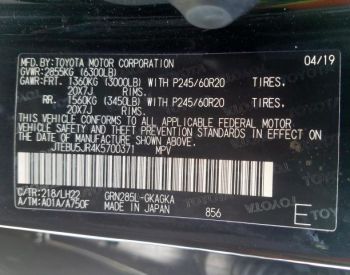 MFD.BY:TOYOTA MOTOR CORPORATION 04/19
GVWR:2855KG (6300LB)
GAWR:FRT. 1360KG (3000LB) WITH P245/60R20 TIRES.
20X7J RIMS.
RR. 1560KG (3450LB) WITH P245/60R20 TIRES.
20X7J RIMS.
THIS VEHICLE CONFORMS TO ALL APPLICABLE FEDERAL MOTOR
VEHICLE SAFETY AND THEFT PREVENTION STANDARDS IN
EFFECT ON THE DATE OF MANUFACTURE SHOWN ABOVE.
JTEBU5JR4K5700371 MPV
C/TR:218/LH22 GRN285L-GKAGKA
A/TM:A01A/A750F MADE IN JAPAN 856 E
TOYOTA